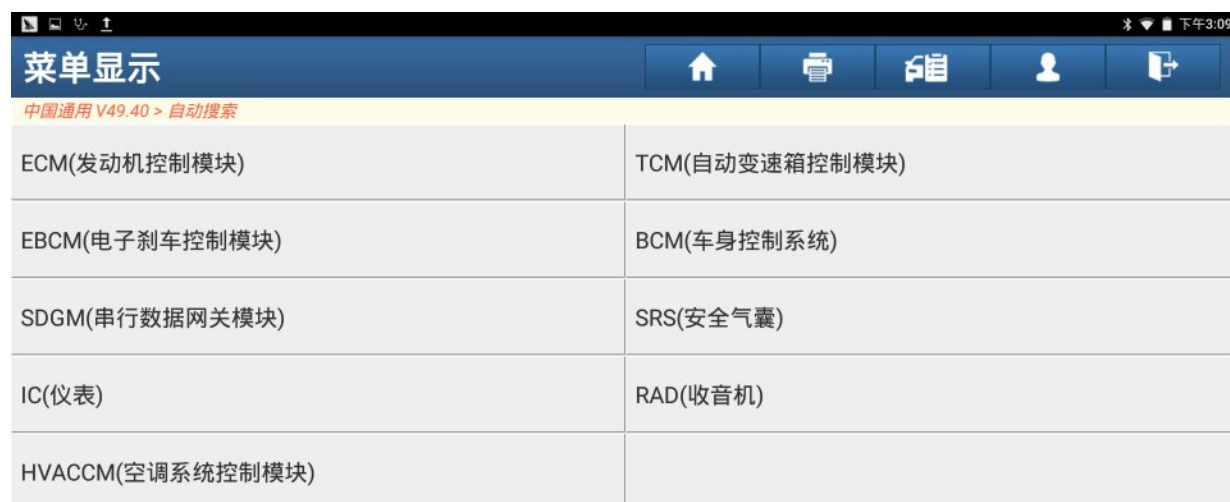 下午3:09
菜单显示
中国通用 V49.40 > 自动搜索
ECM(发动机控制模块)
TCM(自动变速箱控制模块)
EBCM(电子刹车控制模块)
BCM(车身控制系统)
SDGM(串行数据网关模块)
SRS(安全气囊)
IC(仪表)
RAD(收音机)
HVACCM(空调系统控制模块)